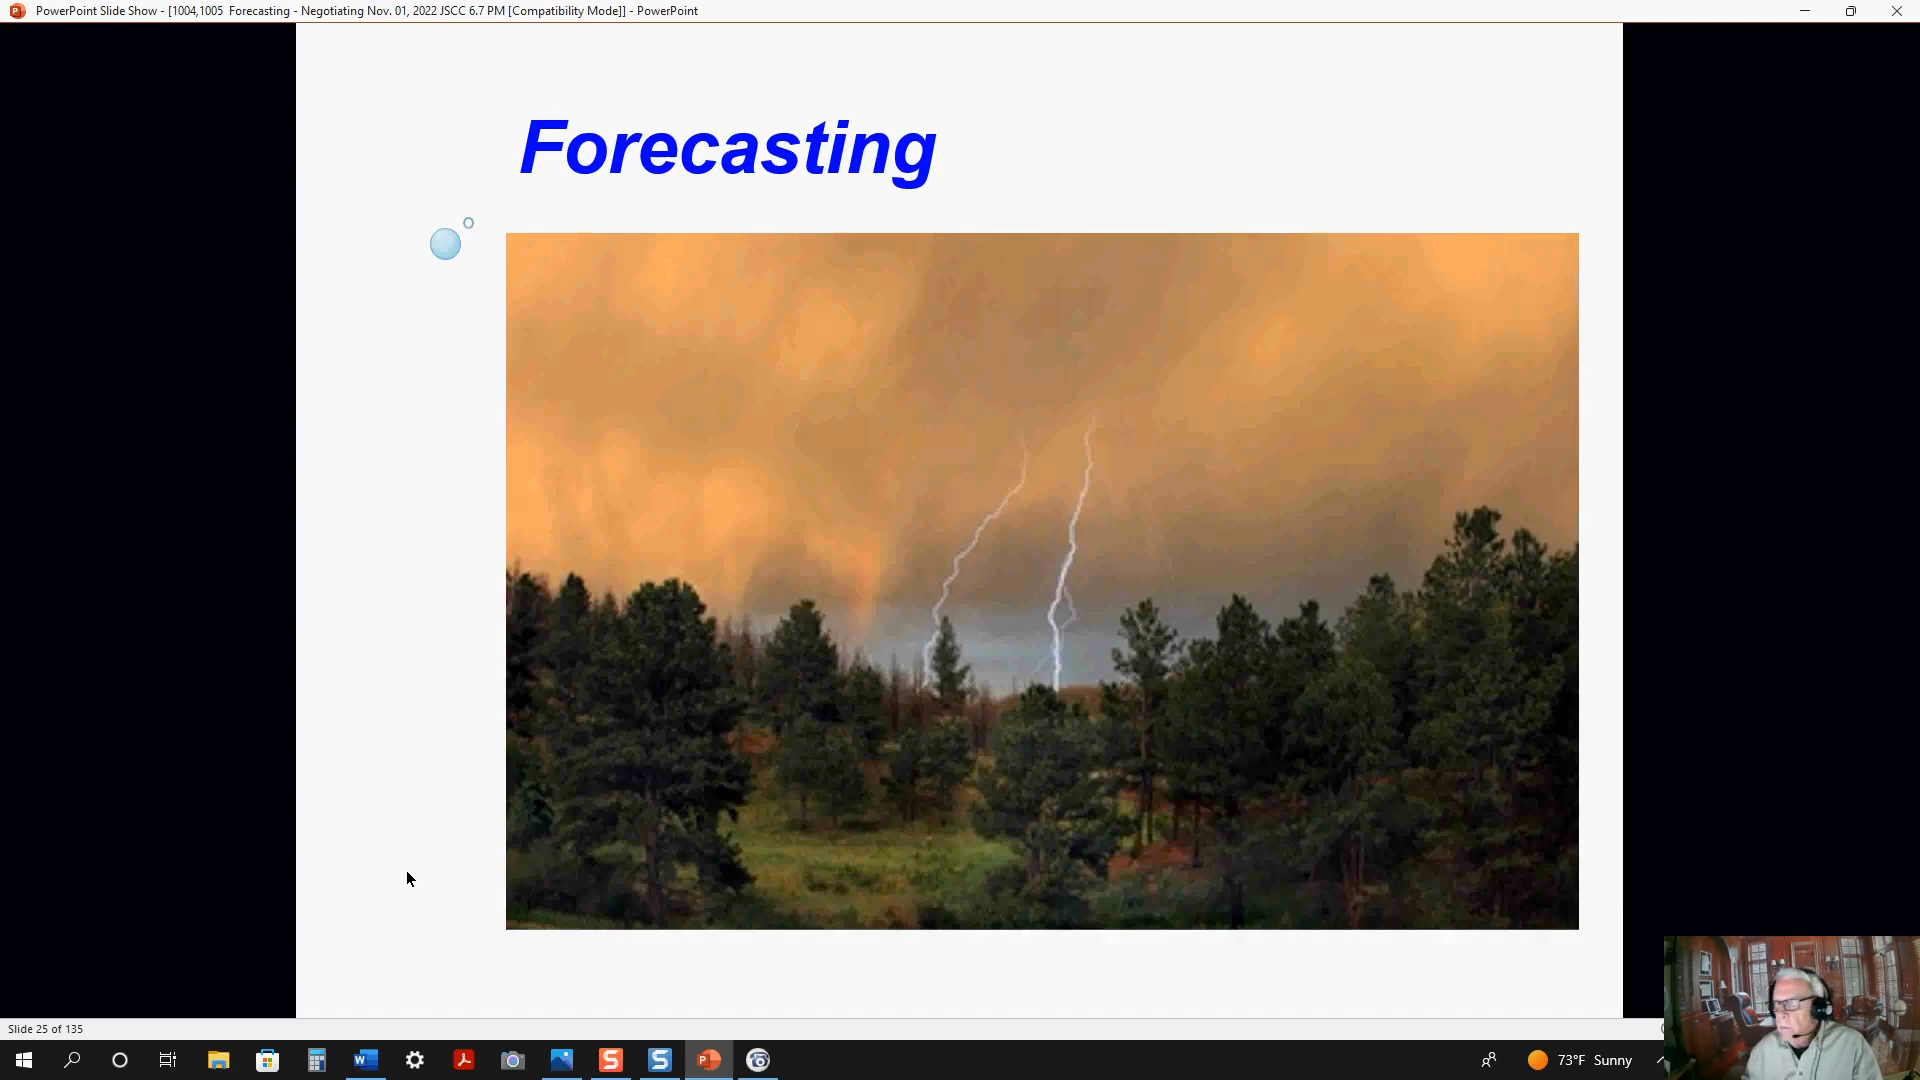 PowerPoint Slide Show - [1004,1005  Forecasting - Negotiating Nov. 01, 2022 JSCC 6.7 PM [Compatibility Mode]] - PowerPoint
Forecasting
Slide 25 of 135
73°F Sunny